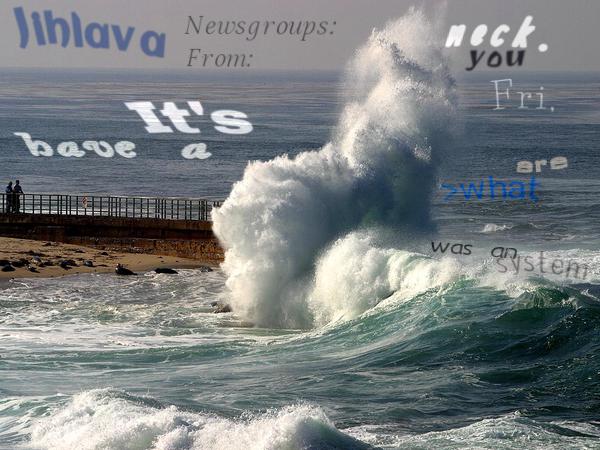 Jihlava
Newsgroups:
From:
neck.
you
Fri,
It's
have a
are
>what
was an
system